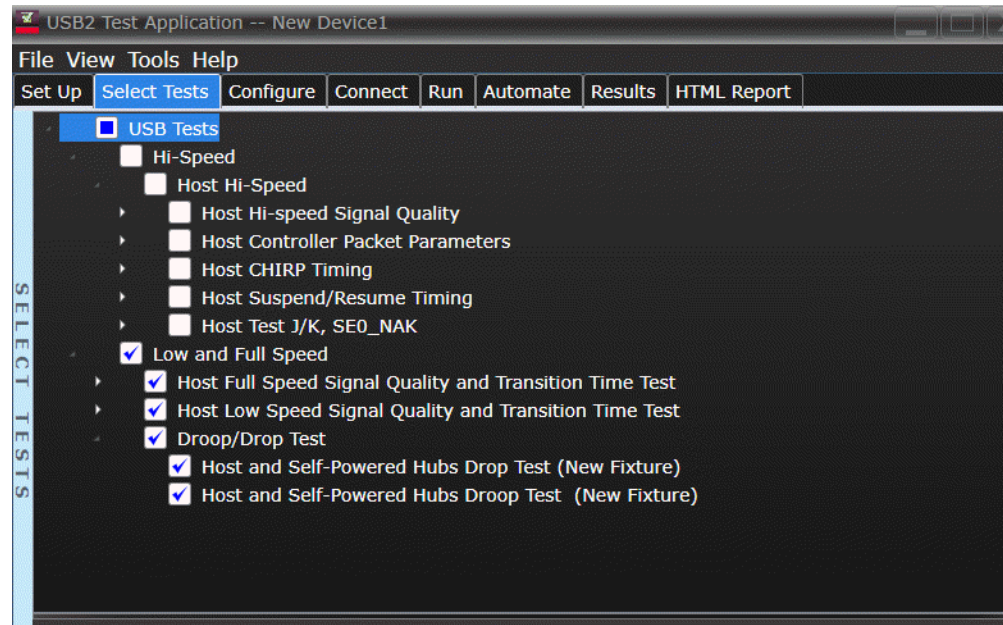 USB2 Test Application -- New Device1
File View Tools Help
Set Up Select Tests Configure Connect Run Automate Results HTML Report
SELECT TESTS
USB Tests
Hi-Speed
Host Hi-Speed
Host Hi-speed Signal Quality
Host Controller Packet Parameters
Host CHIRP Timing
Host Suspend/Resume Timing
Host Test J/K, SE0_NAK
Low and Full Speed
Host Full Speed Signal Quality and Transition Time Test
Host Low Speed Signal Quality and Transition Time Test
Droop/Drop Test
Host and Self-Powered Hubs Drop Test (New Fixture)
Host and Self-Powered Hubs Droop Test (New Fixture)